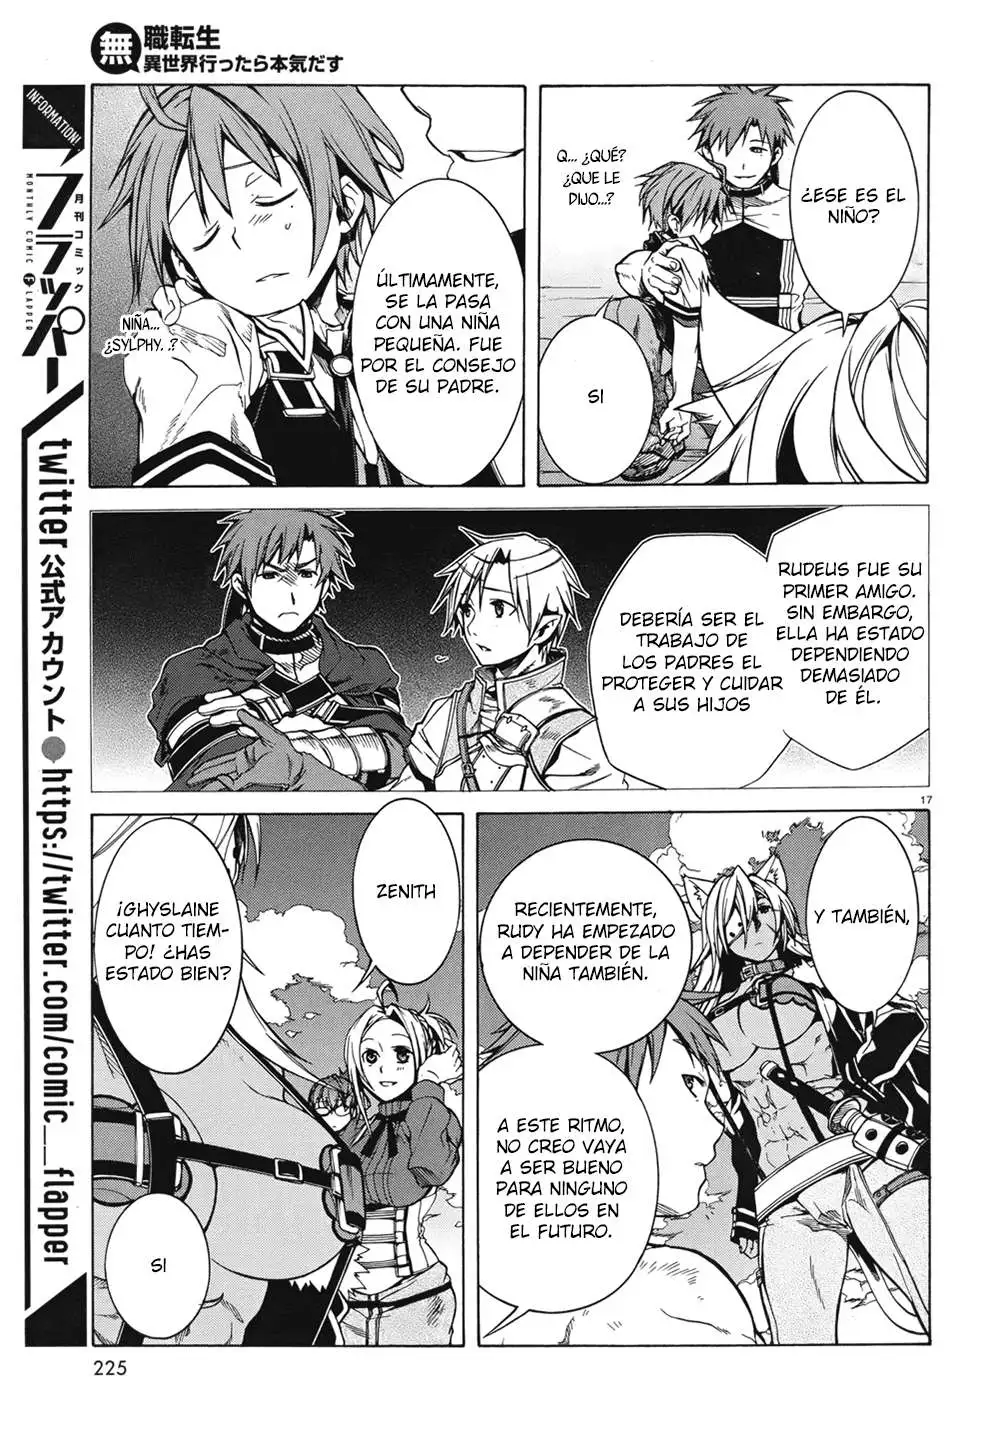 無職転生
異世界行ったら本気だす
¿ESE ES EL
NIÑO?
Q... ¿QUÉ?
¿QUE LE
DIJO...?
SI
ÚLTIMAMENTE,
SE LA PASA
CON UNA NIÑA
PEQUEÑA. FUE
POR EL CONSEJO
DE SU PADRE.
NIÑA...
¿SYLPHY. .?
RUDEUS FUE SU
PRIMER AMIGO.
SIN EMBARGO,
ELLA HA ESTADO
DEPENDIENDO
DEMASIADO
DE ÉL.
DEBERÍA SER EL
TRABAJO DE
LOS PADRES EL
PROTEGER Y CUIDAR
A SUS HIJOS
17
Y TAMBIÉN,
RECIENTEMENTE,
RUDY HA EMPEZADO
A DEPENDER DE LA
NIÑA TAMBIÉN.
A ESTE RITMO,
NO CREO VAYA
A SER BUENO
PARA NINGUNO
DE ELLOS EN
EL FUTURO.
ZENITH
¡GHYSLAINE
CUANTO TIEM-
PO! ¿HAS
ESTADO BIEN?
SI
INFORMATION!
月刊コミック
フラッパー
MONTHLY COMIC FLAPPER
twitter公式アカウント●https://twitter.com/comic__flapper
225